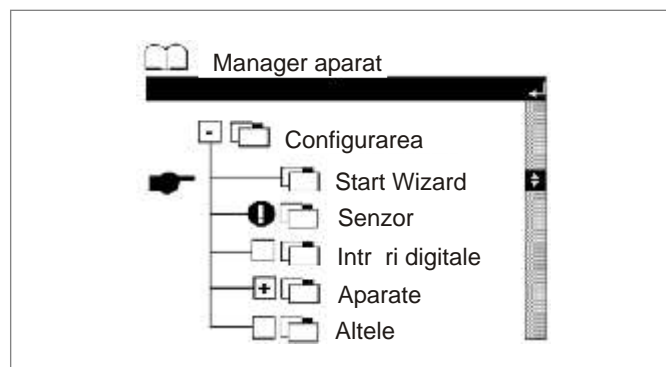 Manager aparat
Configurarea
Start Wizard
Senzor
Intr ri digitale
Aparate
Altele